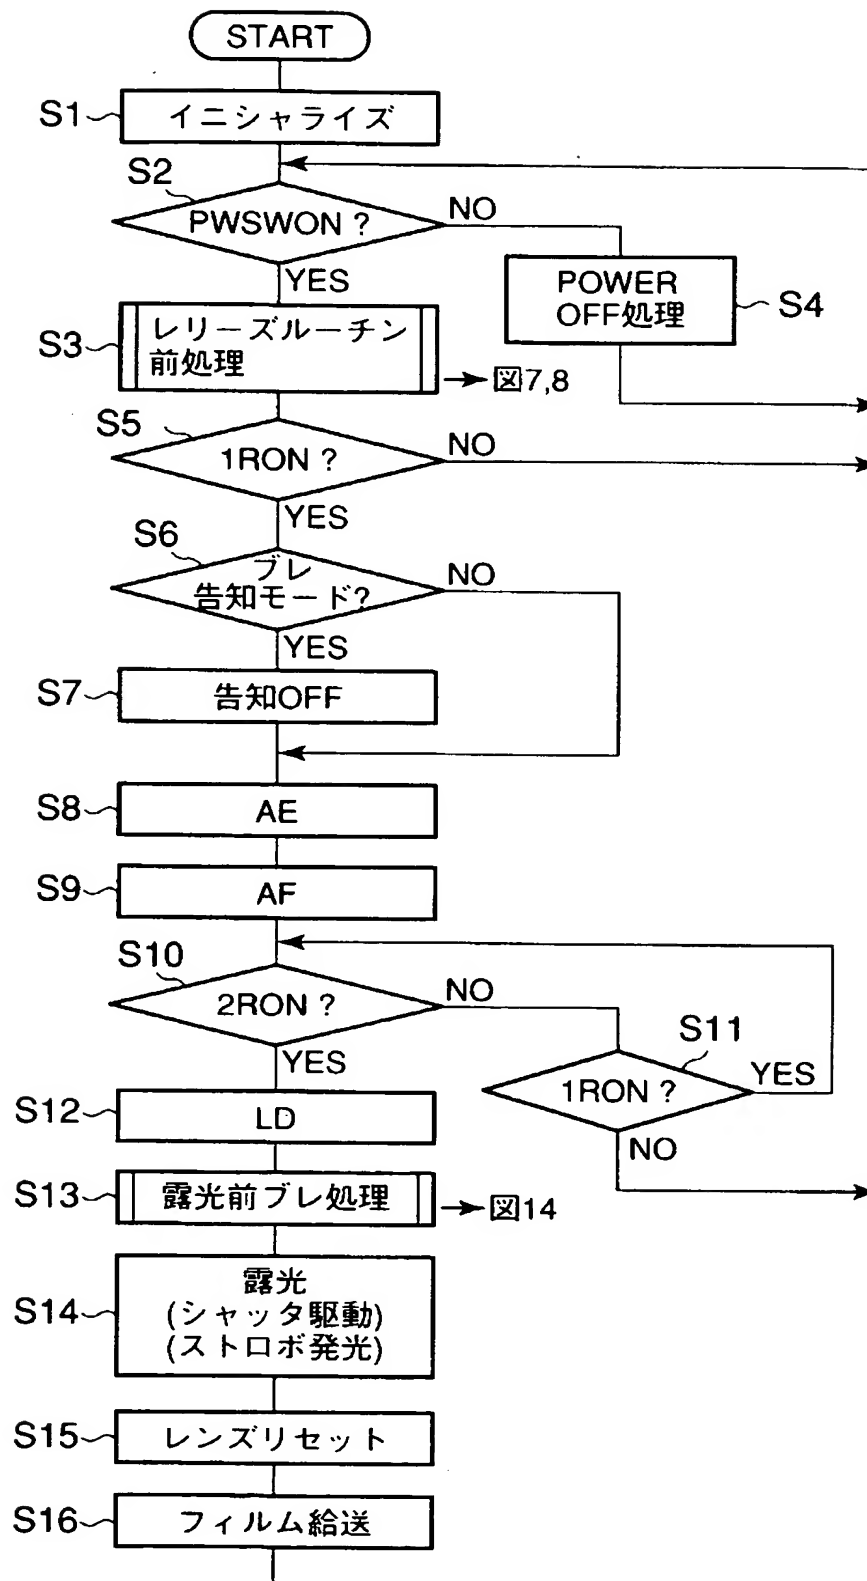 START
S1
イニシャライズ
S2
PWSWON ?
NO
YES
POWER
OFF処理
S4
S3
レリーズルーチン
前処理
図7,8
S5
1RON ?
NO
YES
S6
ブレ
告知モード?
NO
YES
S7
告知OFF
S8
AE
S9
AF
S10
2RON ?
NO
YES
S11
1RON ?
YES
NO
S12
LD
S13
露光前ブレ処理
図14
S14
露光
(シャッタ駆動)
(ストロボ発光)
S15
レンズリセット
S16
フィルム給送